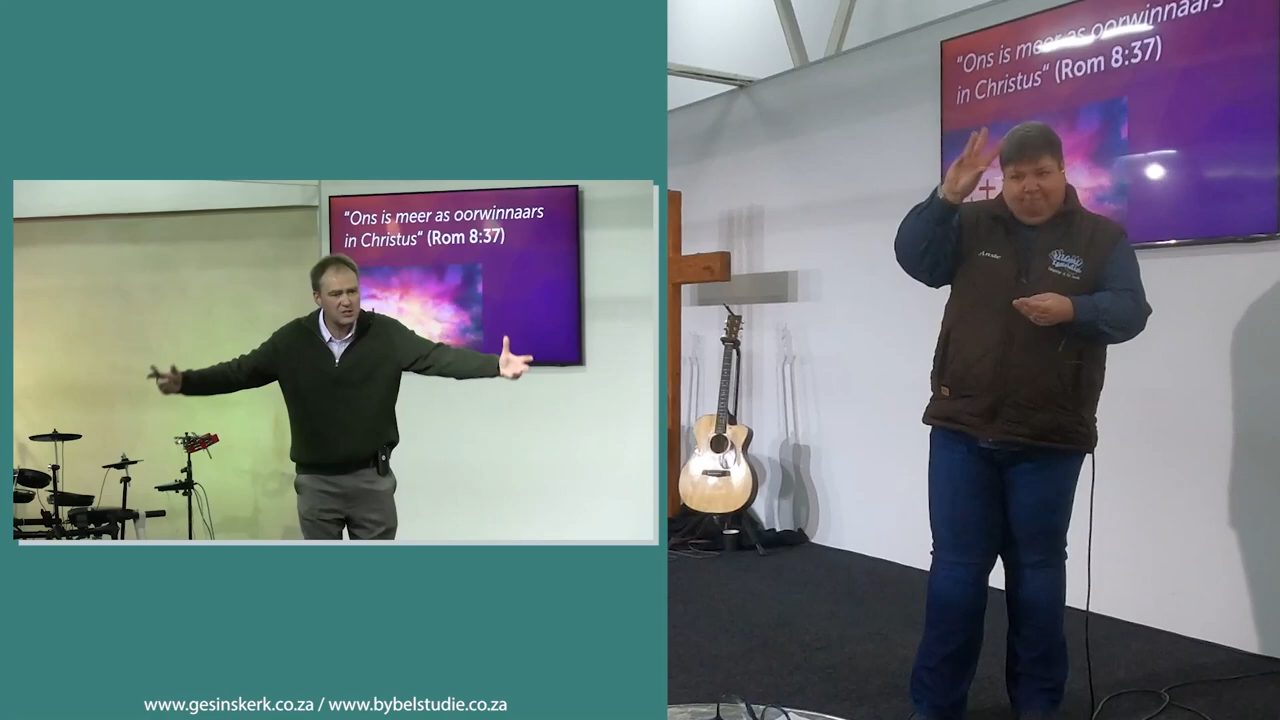 "Ons is meer as oorwinnaars
in Christus" (Rom 8:37)
www.gesinskerk.co.za / www.bybelstudie.co.za
"Ons is meer as oorwinnaars
in Christus" (Rom 8:37)